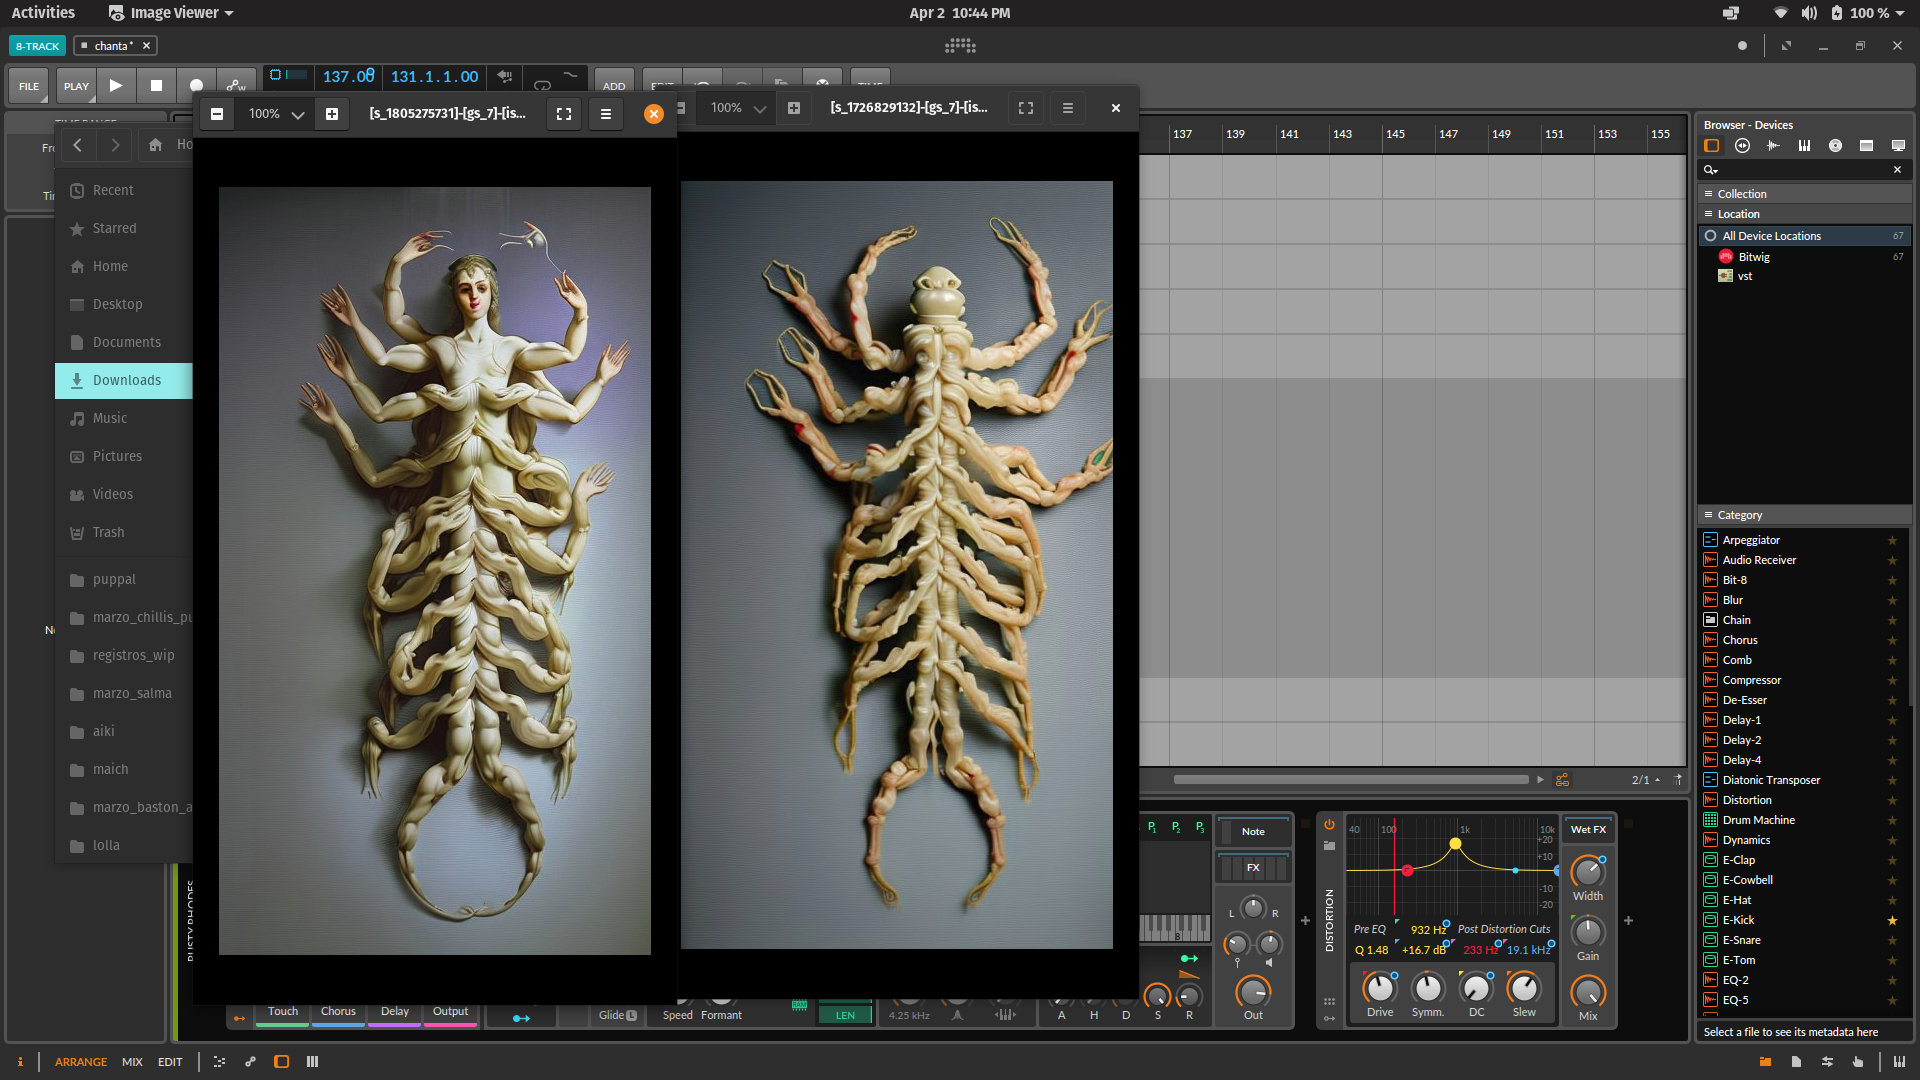 Activities
Image Viewer
Apr 2 10:44 PM
100 %
8-TRACK
chanta*
FILE
PLAY
137.00
131.1.1.00
ADD
EDIT
TIME
100%
[s_1805275731]-[gs_7]-[is...
100%
[s_1726829132]-[gs_7]-[is...
Recent
Starred
Home
Desktop
Documents
Downloads
Music
Pictures
Videos
Trash
puppal
marzo_chillis_pu
registros_wip
marzo_salma
aiki
maich
marzo_baston_a
lolla
137 139 141 143 145 147 149 151 153 155
2/1
Browser - Devices
Collection
Location
All Device Locations 67
Bitwig 67
vst
Category
Arpeggiator
Audio Receiver
Bit-8
Blur
Chain
Chorus
Comb
Compressor
De-Esser
Delay-1
Delay-2
Delay-4
Diatonic Transposer
Distortion
Drum Machine
Dynamics
E-Clap
E-Cowbell
E-Hat
E-Kick
E-Snare
E-Tom
EQ-2
EQ-5
Select a file to see its metadata here
P1 P2 P3
Note
FX
L R
Out
8
A H D S R
DISTORTION
40 100 1k 10k
+20
+10
-10
-20
Pre EQ
932 Hz
Post Distortion Cuts
Q 1.48
+16.7 dB
233 Hz
19.1 kHz
Drive Symm. DC Slew
Wet FX
Width
Gain
Mix
Touch Chorus Delay Output
Glide L
Speed Formant
LEN
4.25 kHz
ARRANGE MIX EDIT